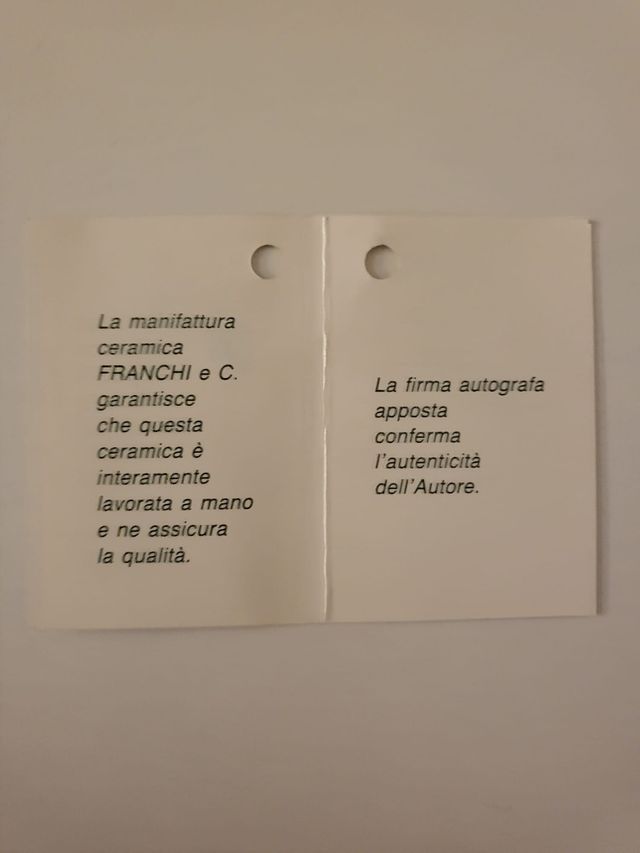 La manifattura
ceramica
FRANCHI e C.
garantisce
che questa
ceramica è
interamente
lavorata a mano
e ne assicura
la qualità.
La firma autografa
apposta
conferma
l'autenticità
dell'Autore.